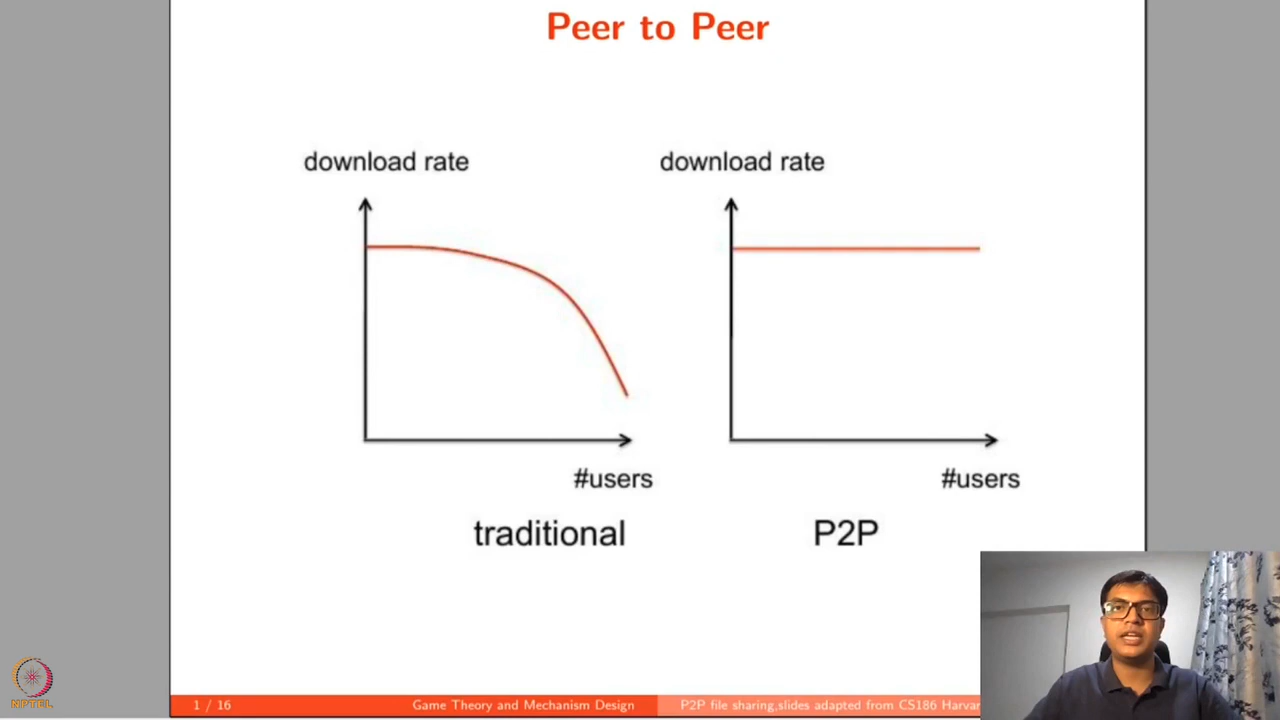 Peer to Peer
download rate
download rate
#users
#users
traditional
P2P
NPTEL
1 / 16
Game Theory and Mechanism Design
P2P file sharing,slides adapted from CS186 Harvar